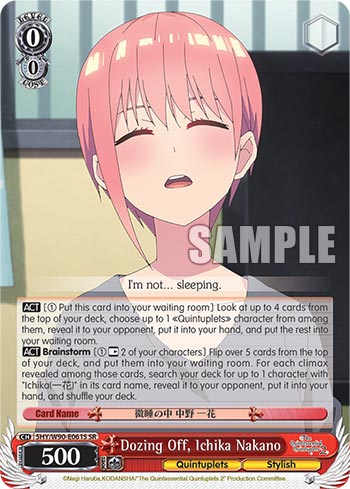 LEVEL
0
0
COST
SAMPLE
I'm not... sleeping.
ACT [① Put this card into your waiting room] Look at up to 4 cards from
the top of your deck, choose up to 1 «Quintuplets» character from among
them, reveal it to your opponent, put it into your hand, and put the rest into
your waiting room.
ACT Brainstorm [① 2 of your characters] Flip over 5 cards from the top
of your deck, and put them into your waiting room. For each climax
revealed among those cards, search your deck for up to 1 character with
"Ichika(一花)" in its card name, reveal it to your opponent, put it into your
hand, and shuffle your deck.
Card Name 微睡の中 中野 一花
CH 5HY/W90-E061S SR
Dozing Off, Ichika Nakano
POWER
500
Quintuplets Stylish
©Negi Haruba,KODANSHA/"The Quintessential Quintuplets 2" Production Committee.